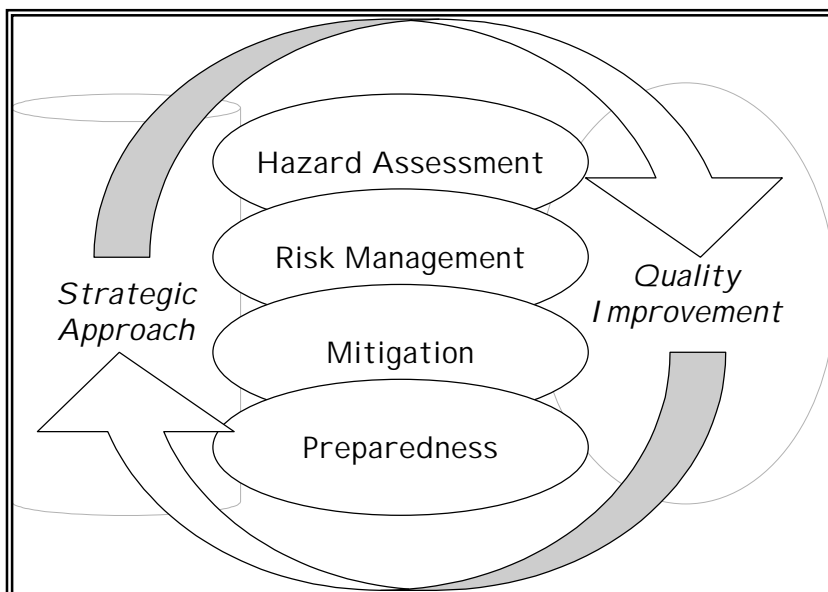 Hazard Assessment
Risk Management
Mitigation
Preparedness
Strategic
Approach
Quality
Improvement